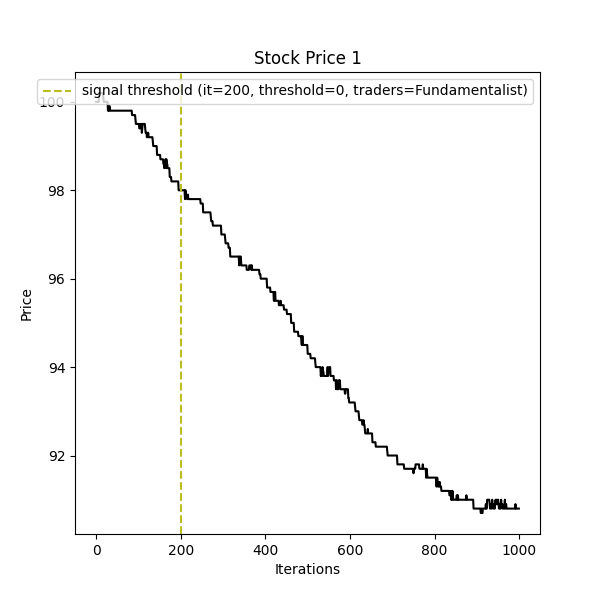 Stock Price 1
signal threshold (it=200, threshold=0, traders=Fundamentalist)
100
98
96
94
92
Price
0
200
400
600
800
1000
Iterations